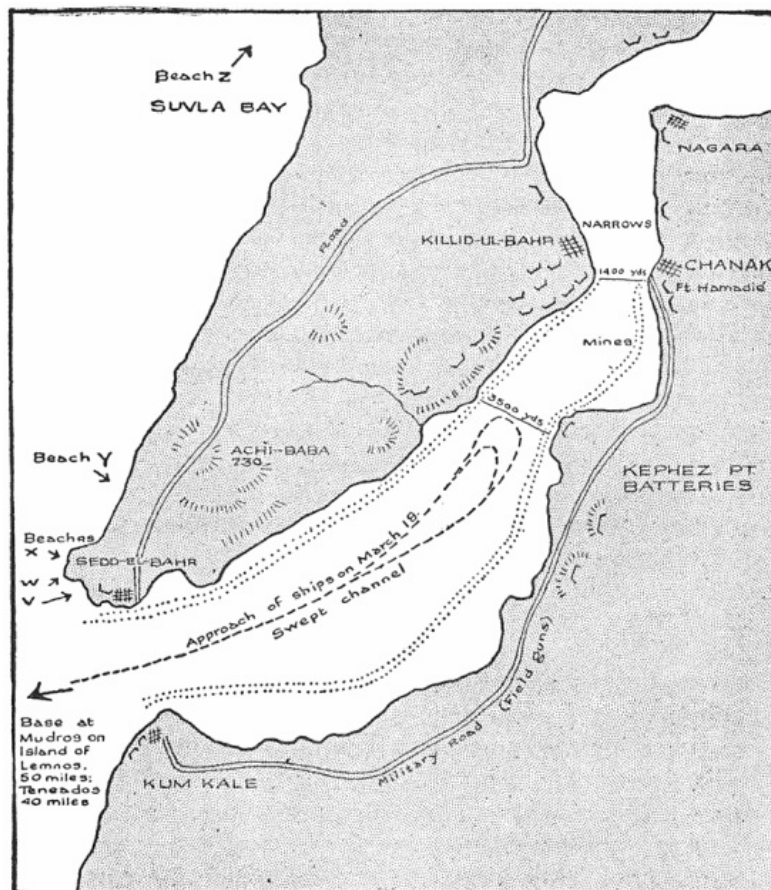 Beach Z
SUVLA BAY
NAGARA
Road
KILLID-UL-BAHR
NARROWS
CHANAK
1400 yds
Ft. Hamadié
Mines
3500 yds
ACHI-BABA
730
Beach Y
KEPHEZ PT.
BATTERIES
Beaches
X
SEDD-EL-BAHR
W
V
Approach of ships on March 18.
Swept channel
Base at
Mudros on
Island of
Lemnos,
50 miles;
Teneados
40 miles
KUM KALE
Military Road (Field Guns)